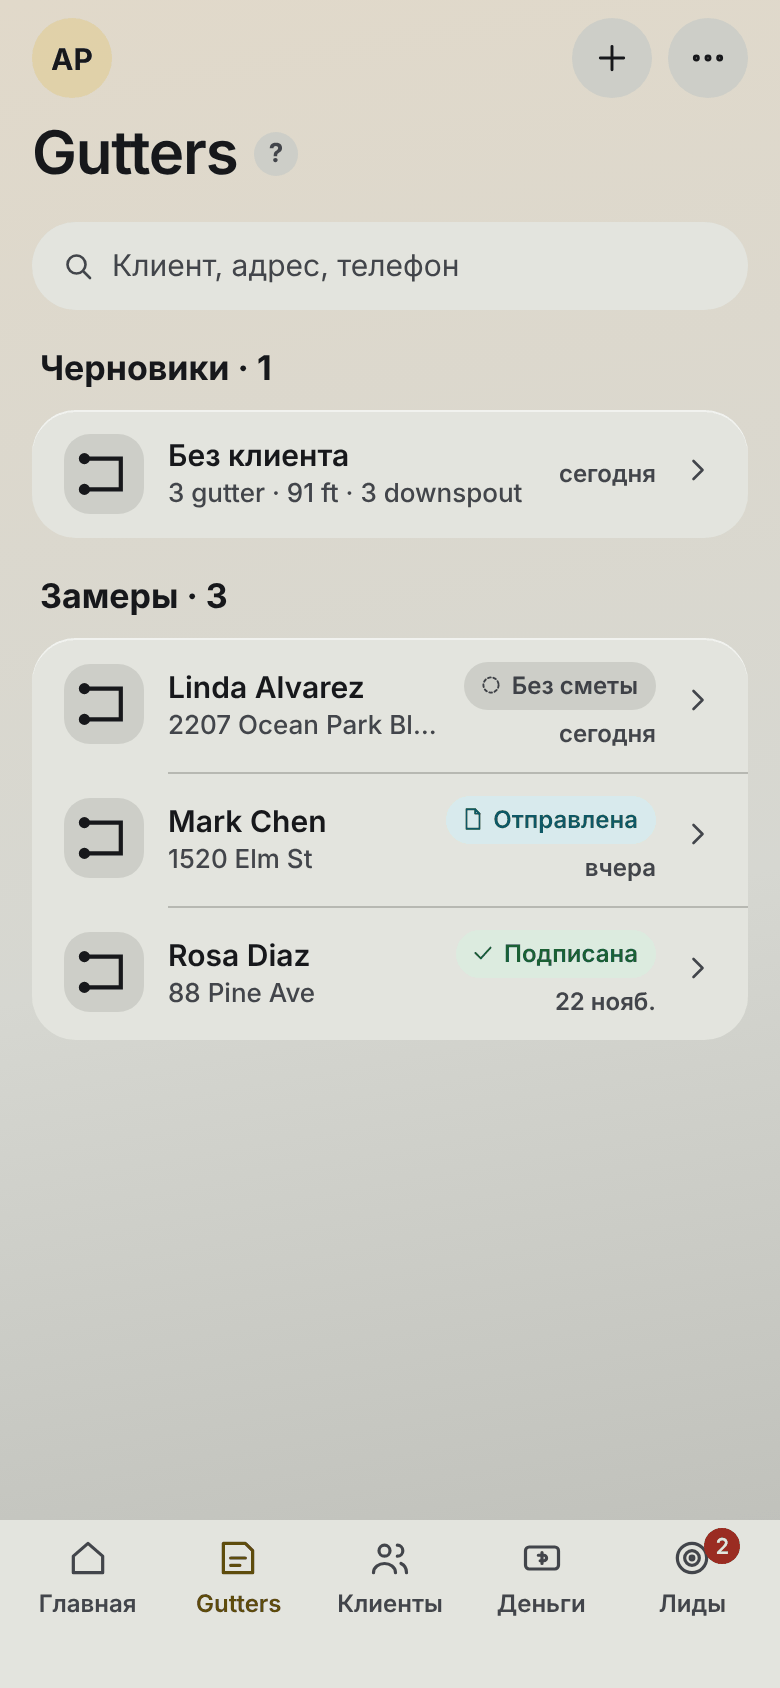 AP
Gutters ?
Клиент, адрес, телефон
Черновики · 1
Без клиента
3 gutter · 91 ft · 3 downspout
сегодня
Замеры · 3
Linda Alvarez
2207 Ocean Park Bl...
Без сметы
сегодня
Mark Chen
1520 Elm St
Отправлена
вчера
Rosa Diaz
88 Pine Ave
Подписана
22 нояб.
2
Главная
Gutters
Клиенты
Деньги
Лиды